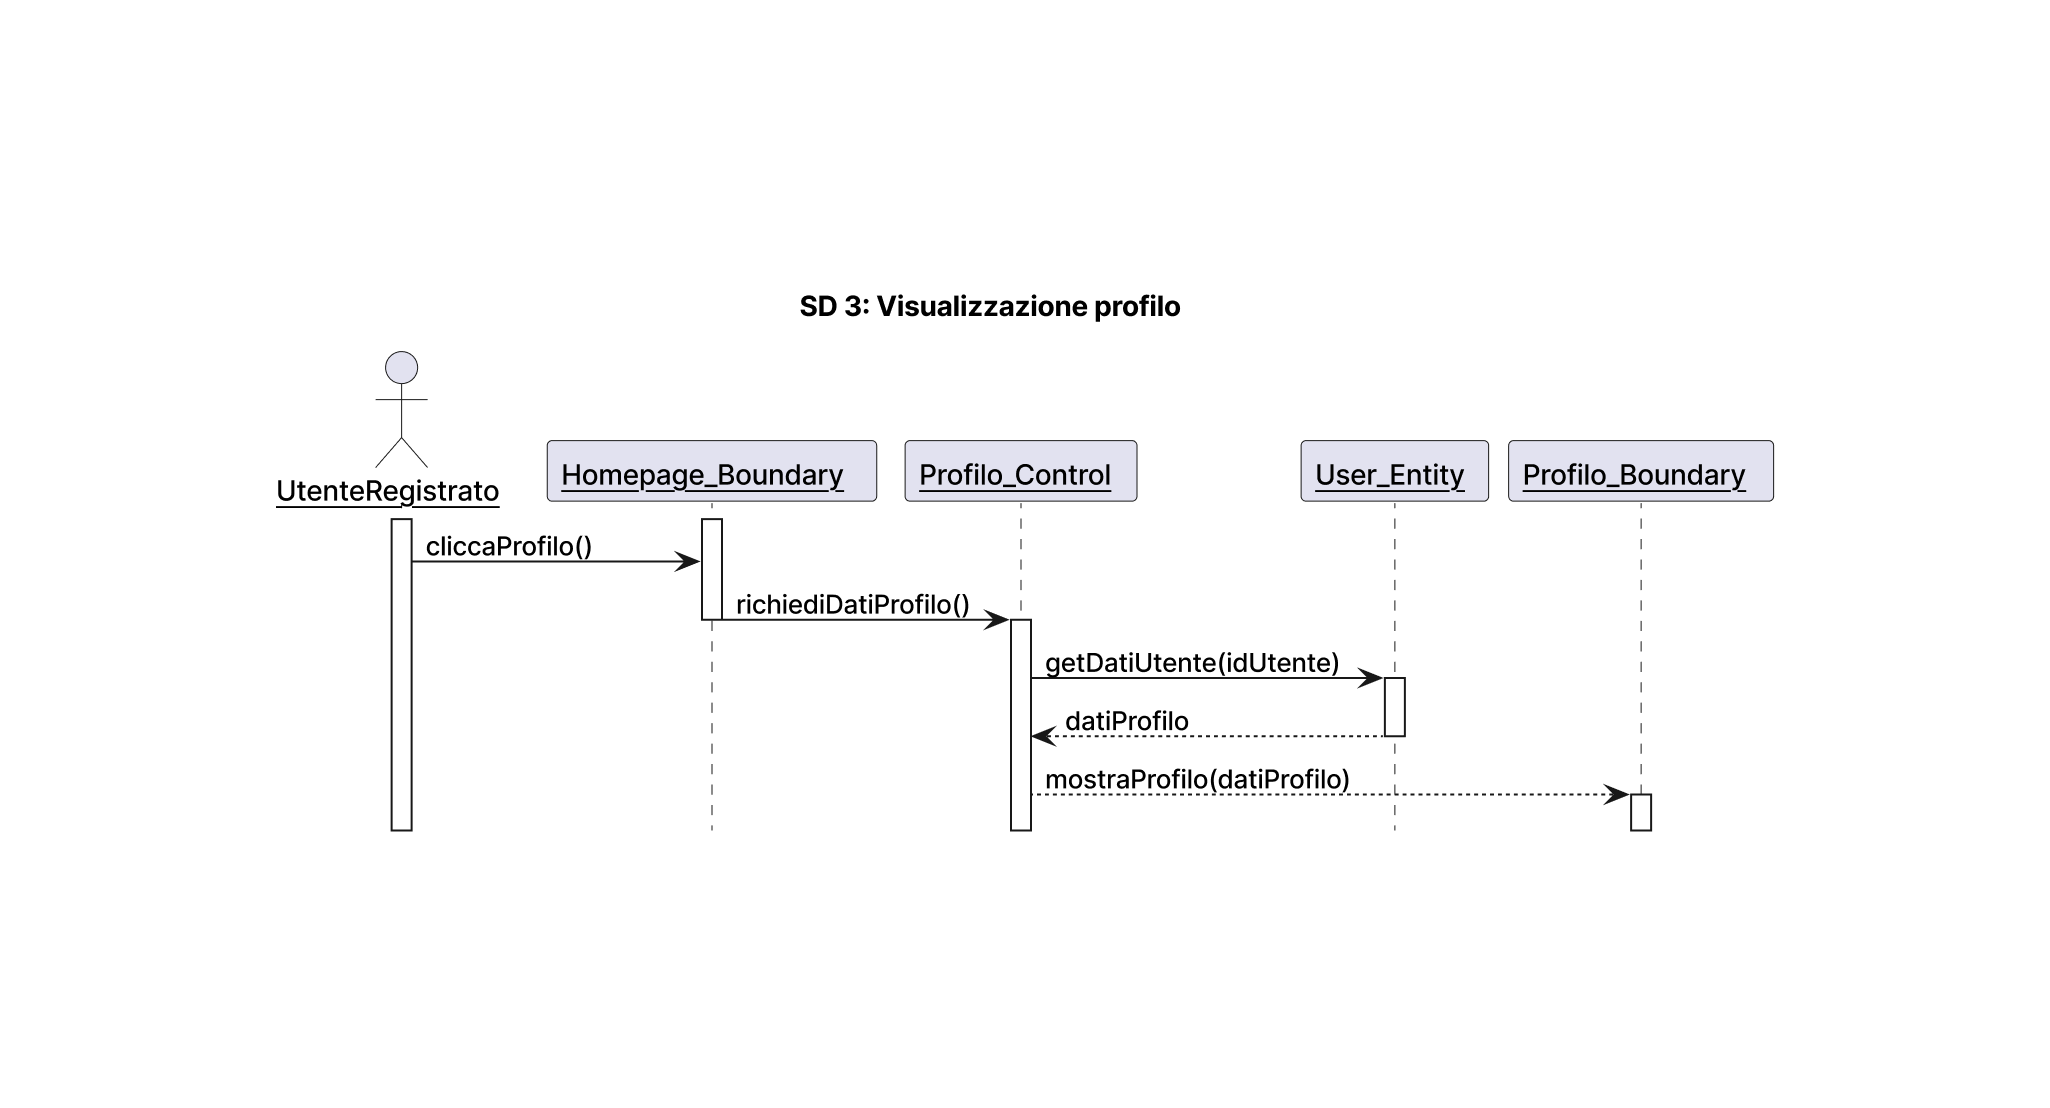 SD 3: Visualizzazione profilo
UtenteRegistrato
Homepage_Boundary
Profilo_Control
User_Entity
Profilo_Boundary
cliccaProfilo()
richiediDatiProfilo()
getDatiUtente(idUtente)
datiProfilo
mostraProfilo(datiProfilo)